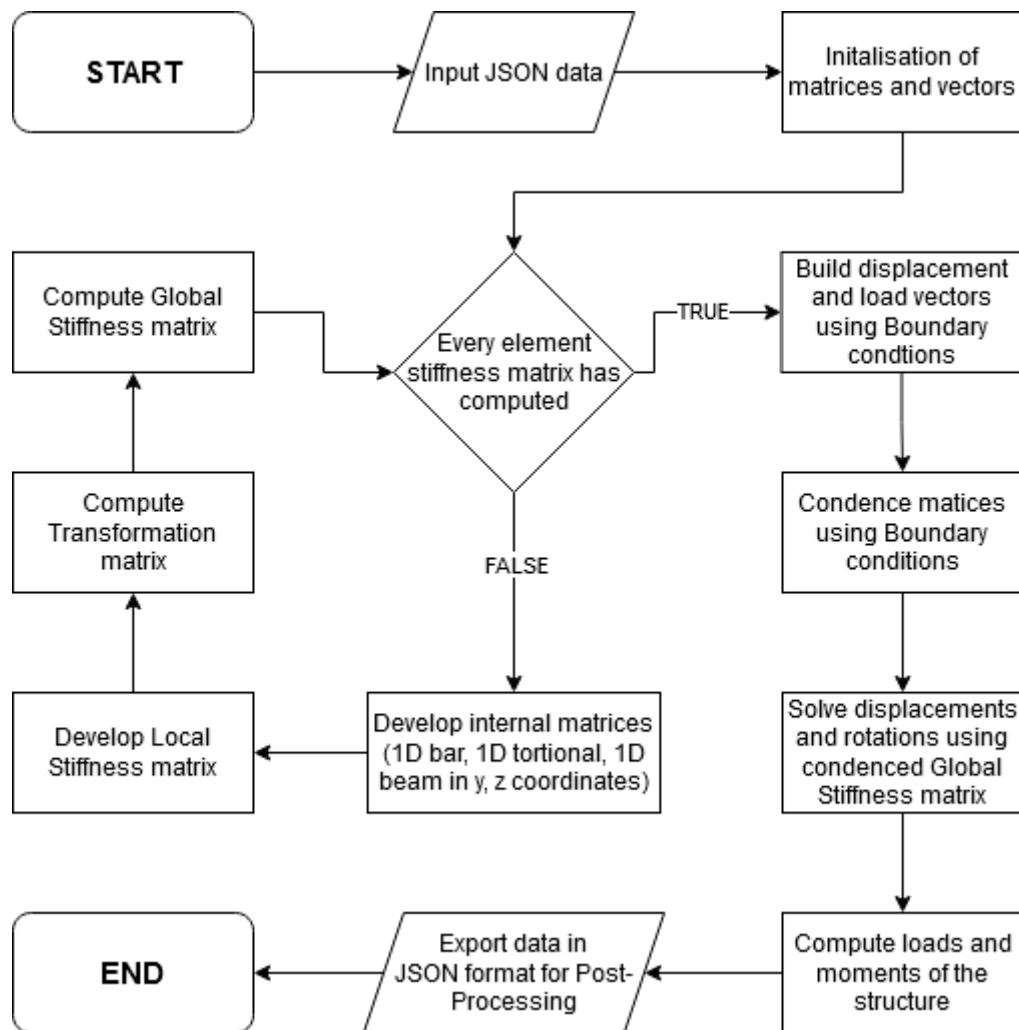 START
Input JSON data
Initalisation of
matrices and vectors
Compute Global
Stiffness matrix
Every element
stiffness matrix has
computed
TRUE
Build displacement
and load vectors
using Boundary
condtions
Compute
Transformation
matrix
FALSE
Condence matices
using Boundary
conditions
Develop Local
Stiffness matrix
Develop internal matrices
(1D bar, 1D tortional, 1D
beam in y, z coordinates)
Solve displacements
and rotations using
condenced Global
Stiffness matrix
END
Export data in
JSON format for Post-
Processing
Compute loads and
moments of the
structure